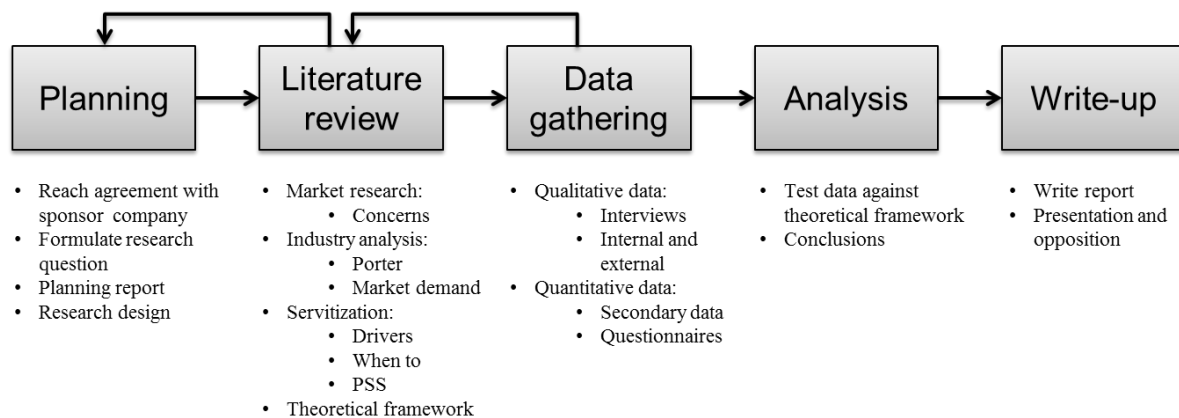 Planning
Literature
review
Data
gathering
Analysis
Write-up
• Reach agreement with
sponsor company
• Formulate research
question
• Planning report
• Research design
• Market research:
• Concerns
• Industry analysis:
• Porter
• Market demand
• Servitization:
• Drivers
• When to
• PSS
• Theoretical framework
• Qualitative data:
• Interviews
• Internal and
external
• Quantitative data:
• Secondary data
• Questionnaires
• Test data against
theoretical framework
• Conclusions
• Write report
• Presentation and
opposition